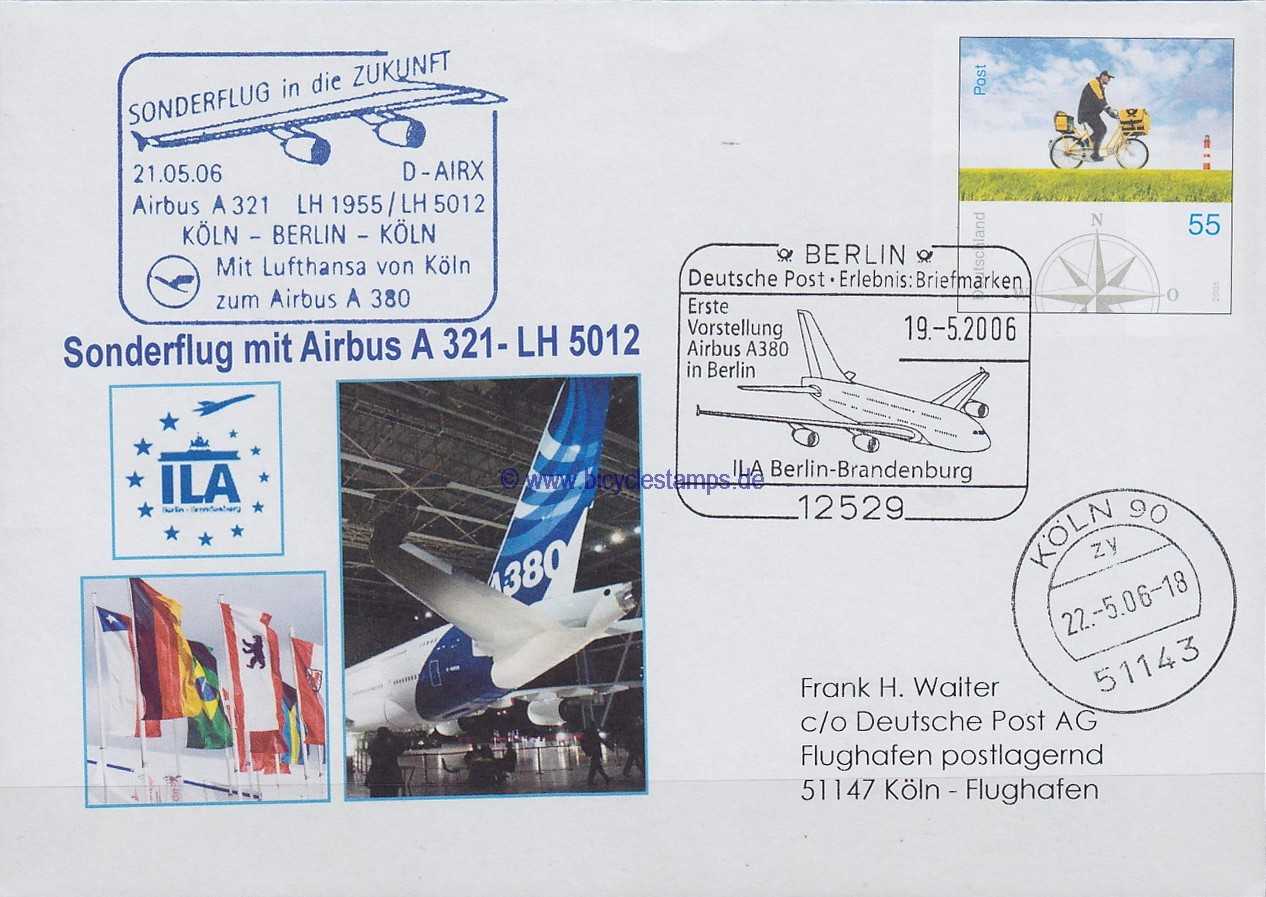 SONDERFLUG in die ZUKUNFT
21.05.06 D-AIRX
Airbus A 321 LH 1955/LH 5012
KÖLN - BERLIN - KÖLN
Mit Lufthansa von Köln
zum Airbus A 380
Sonderflug mit Airbus A 321- LH 5012
ILA
Berlin - Brandenburg
A380
© www.bicyclestamps.de
Post
55
Deutschland
N
W
O
BERLIN
Deutsche Post • Erlebnis: Briefmarken
Erste
Vorstellung
Airbus A380
in Berlin
19.-5.2006
ILA Berlin-Brandenburg
12529
KÖLN 90
zy
22.-5.06-18
51143
Frank H. Walter
c/o Deutsche Post AG
Flughafen postlagernd
51147 Köln - Flughafen